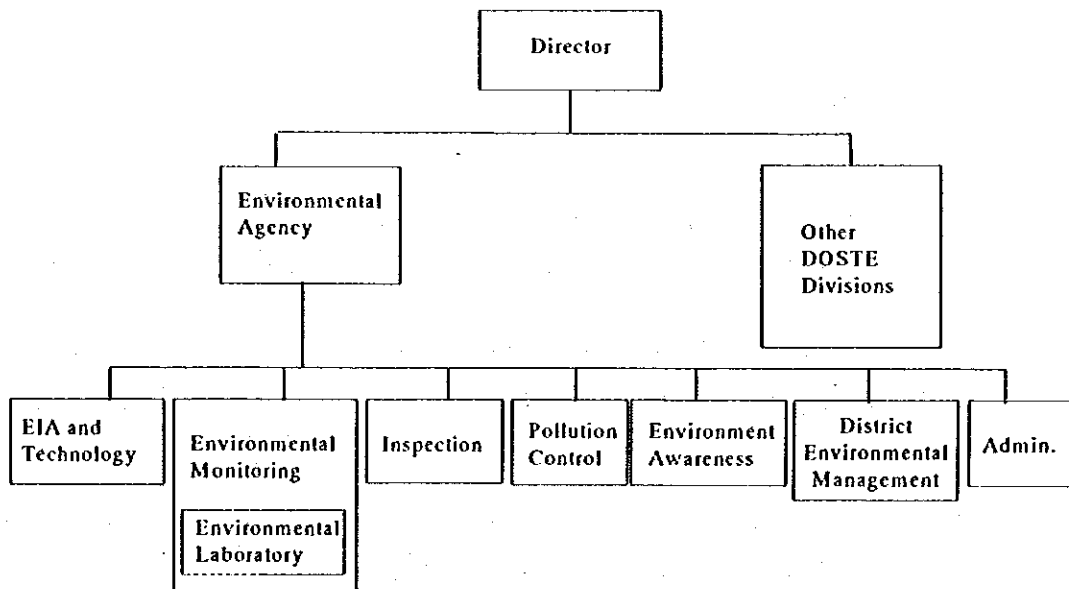 Director
Environmental
Agency
Other
DOSTE
Divisions
EIA and
Technology
Environmental
Monitoring
Environmental
Laboratory
Inspection
Pollution
Control
Environment
Awareness
District
Environmental
Management
Admin.